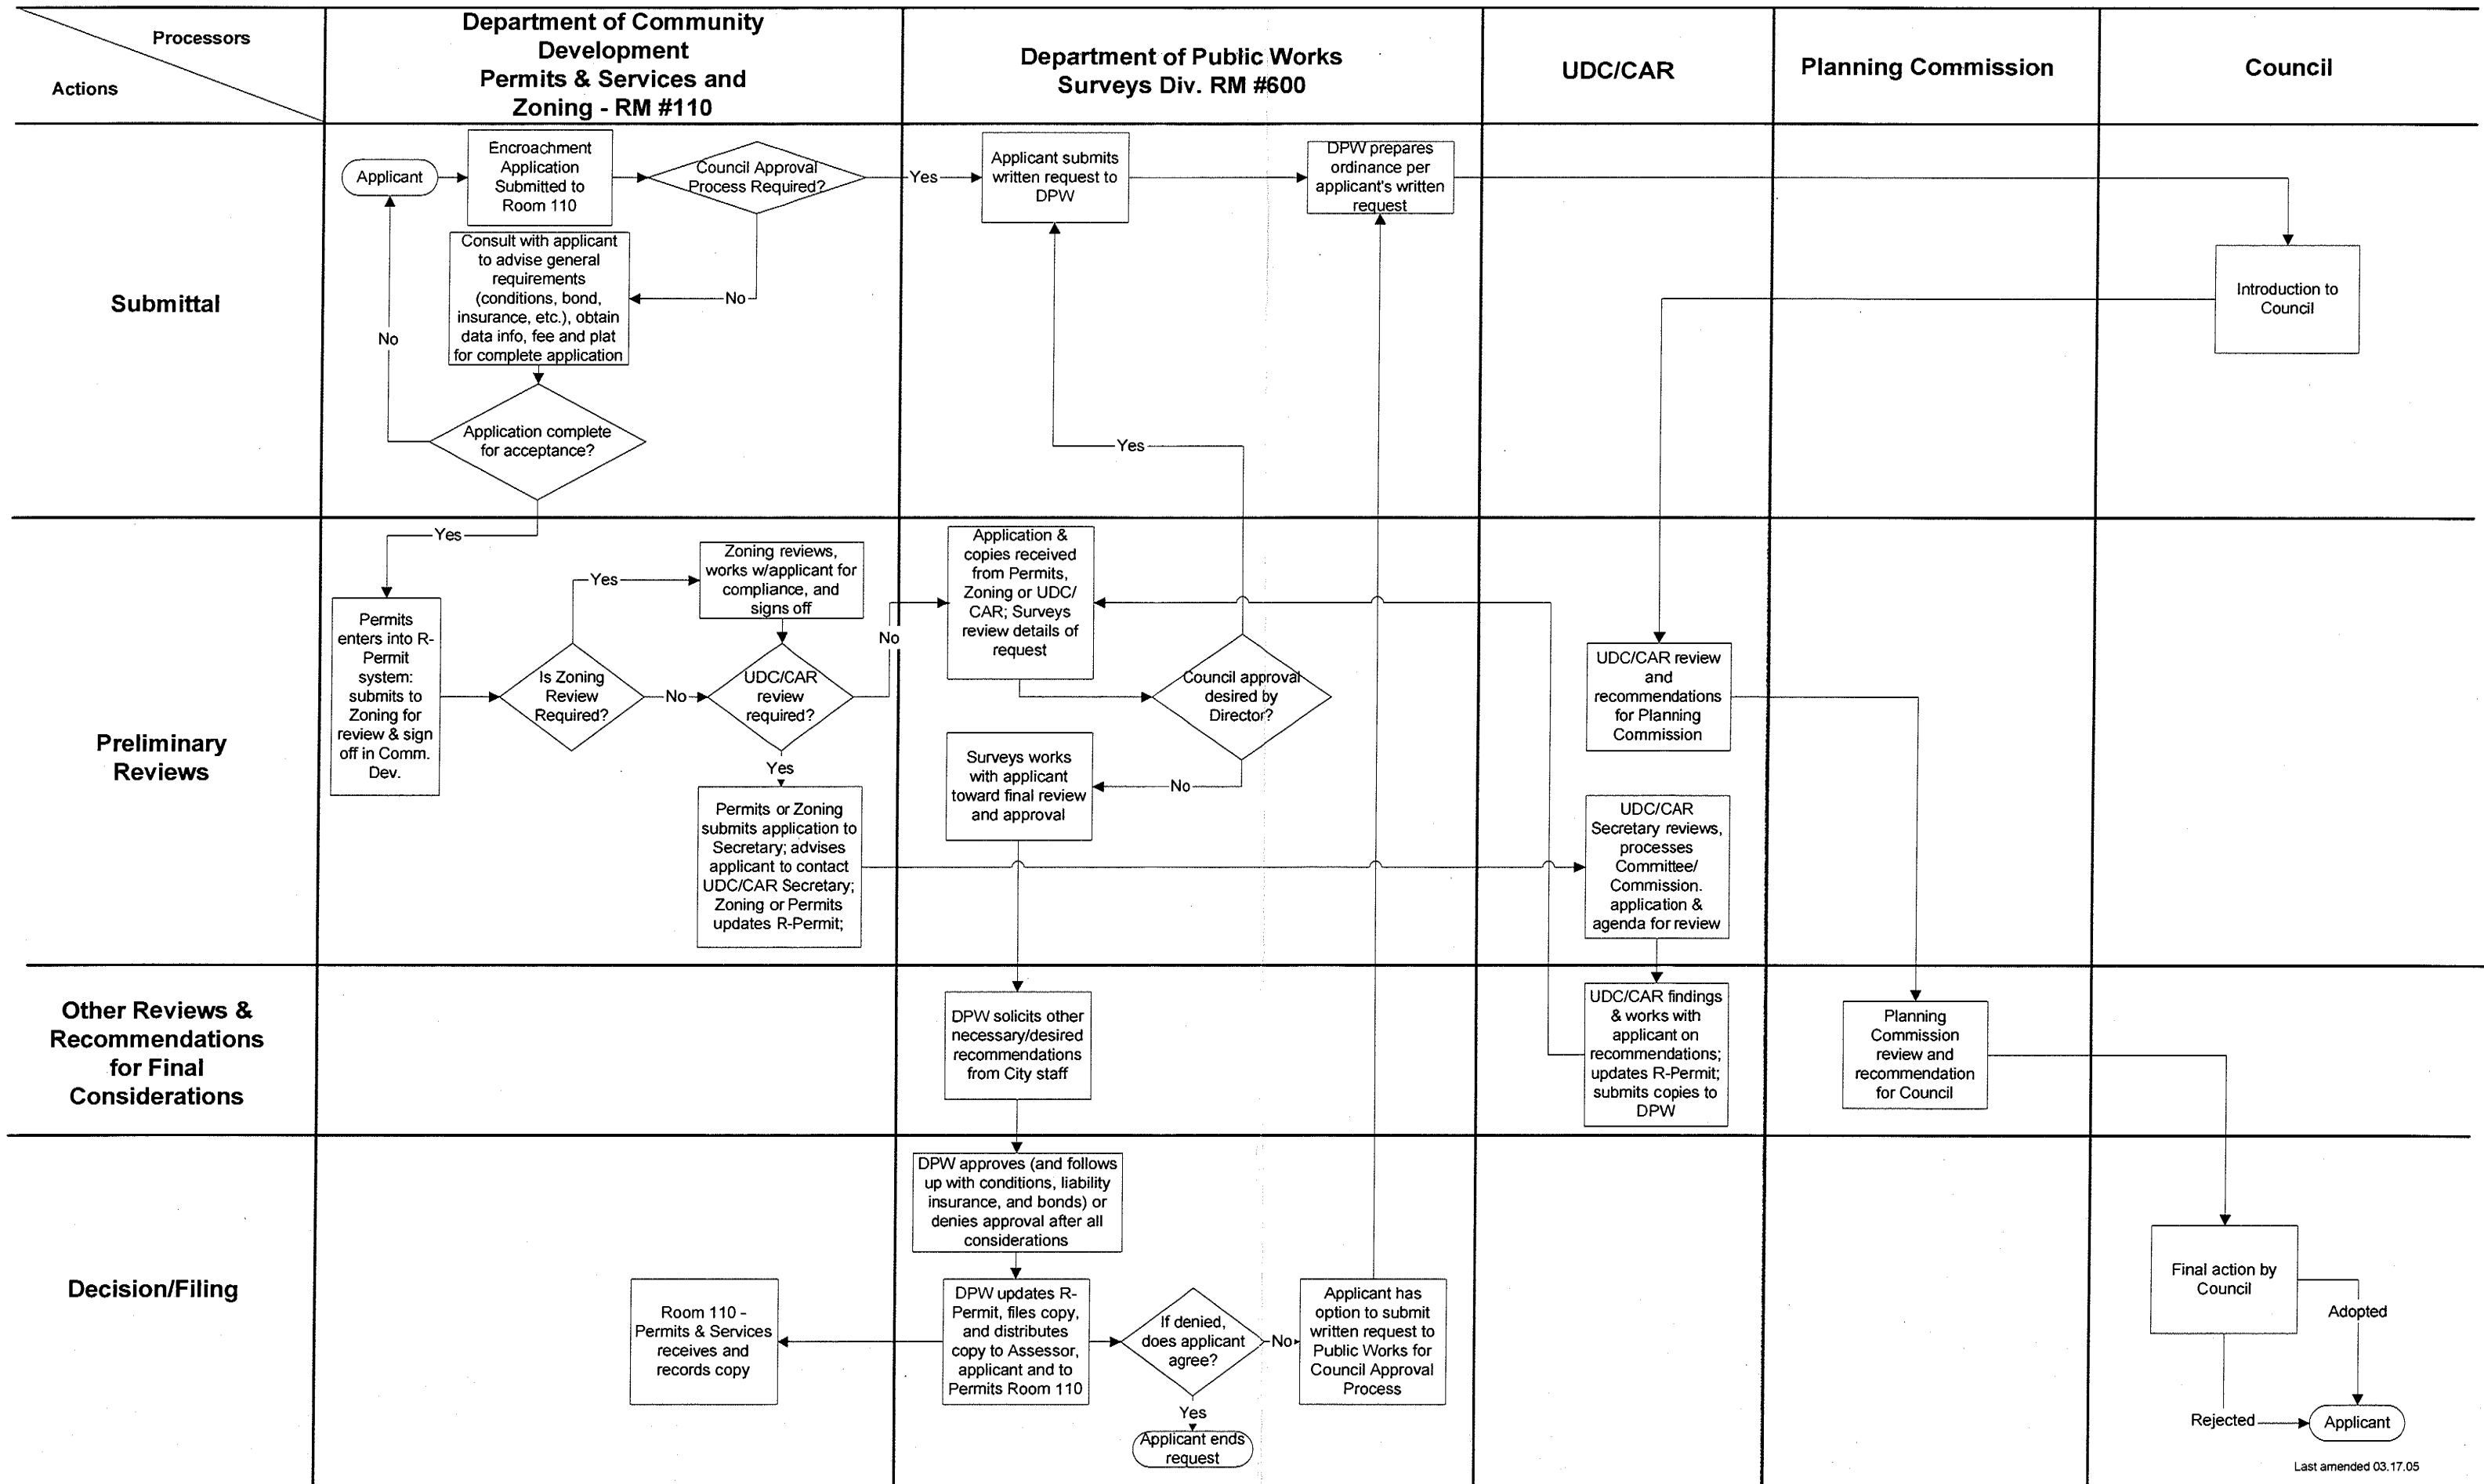 Processors
Actions
Department of Community
Development
Permits & Services and
Zoning - RM #110
Department of Public Works
Surveys Div. RM #600
UDC/CAR
Planning Commission
Council
Submittal
Applicant
Encroachment
Application
Submitted to
Room 110
Council Approval
Process Required?
Yes
Applicant submits
written request to
DPW
DPW prepares
ordinance per
applicant's written
request
Introduction to
Council
No
Consult with applicant
to advise general
requirements
(conditions, bond,
insurance, etc.), obtain
data info, fee and plat
for complete application
No
Application complete
for acceptance?
Yes
Preliminary
Reviews
Yes
Permits
enters into R-
Permit
system:
submits to
Zoning for
review & sign
off in Comm.
Dev.
Is Zoning
Review
Required?
Yes
No
Zoning reviews,
works w/applicant for
compliance, and
signs off
UDC/CAR
review
required?
No
Yes
Permits or Zoning
submits application to
Secretary; advises
applicant to contact
UDC/CAR Secretary;
Zoning or Permits
updates R-Permit;
Application &
copies received
from Permits,
Zoning or UDC/
CAR; Surveys
review details of
request
Council approval
desired by
Director?
No
Surveys works
with applicant
toward final review
and approval
UDC/CAR review
and
recommendations
for Planning
Commission
UDC/CAR
Secretary reviews,
processes
Committee/
Commission.
application &
agenda for review
Other Reviews &
Recommendations
for Final
Considerations
DPW solicits other
necessary/desired
recommendations
from City staff
UDC/CAR findings
& works with
applicant on
recommendations;
updates R-Permit;
submits copies to
DPW
Planning
Commission
review and
recommendation
for Council
Decision/Filing
DPW approves (and follows
up with conditions, liability
insurance, and bonds) or
denies approval after all
considerations
Room 110 -
Permits & Services
receives and
records copy
DPW updates R-
Permit, files copy,
and distributes
copy to Assessor,
applicant and to
Permits Room 110
If denied,
does applicant
agree?
No
Yes
Applicant ends
request
Applicant has
option to submit
written request to
Public Works for
Council Approval
Process
Final action by
Council
Adopted
Rejected
Applicant
Last amended 03.17.05